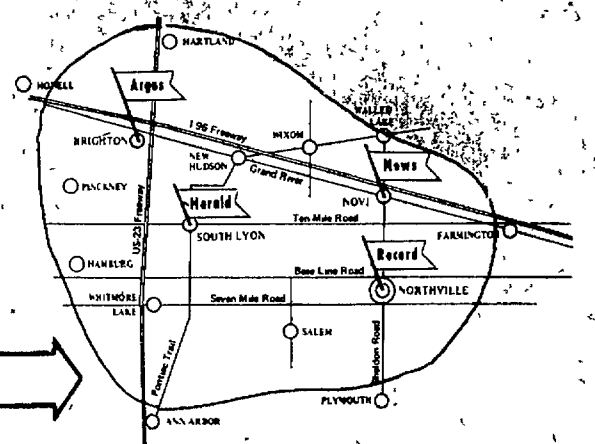 HARTLAND
HOWELL
Argos
I-96 Freeway
WALLED
LAKE
WIXOM
BRIGHTON
NEW
HUDSON
Grand River
News
PINCKNEY
Herald
NOVI
Ten Mile Road
US-23 Freeway
SOUTH LYON
FARMINGTON
Record
HAMBURG
Base Line Road
NORTHVILLE
WHITMORE
LAKE
Seven Mile Road
SALEM
Pontiac Trail
Sheldon Road
PLYMOUTH
ANN ARBOR